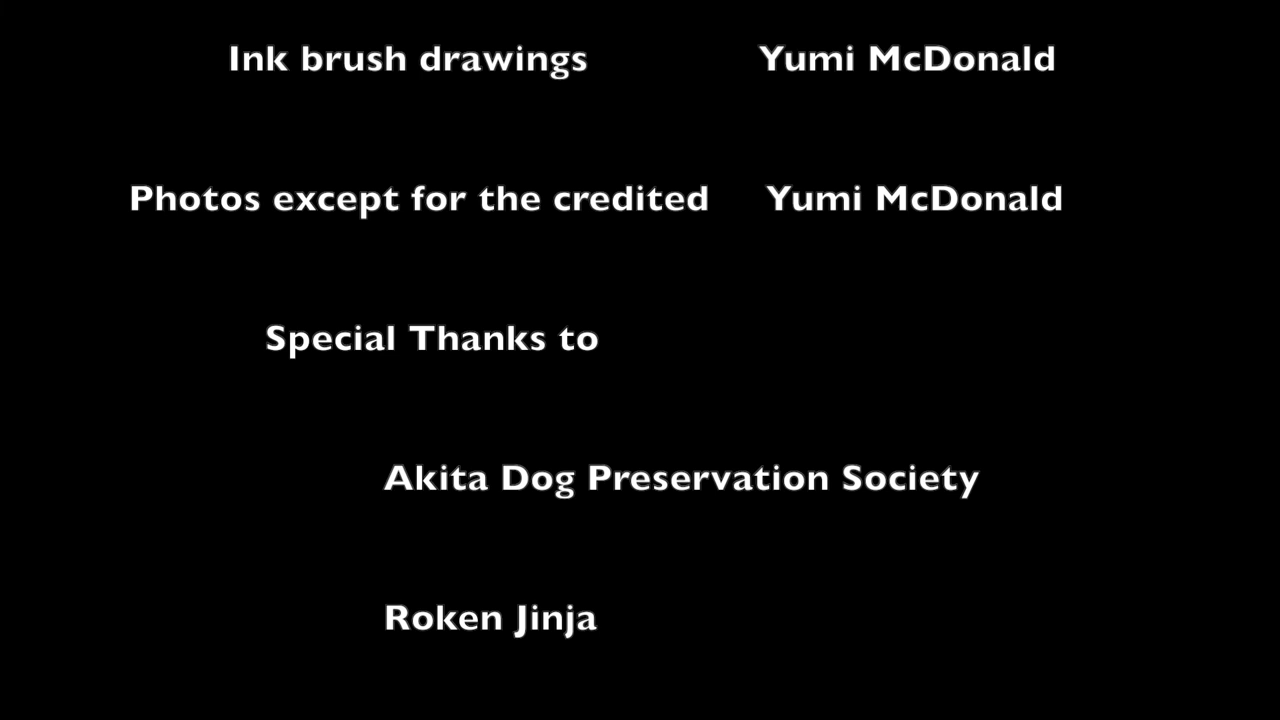 Ink brush drawings Yumi McDonald
Photos except for the credited Yumi McDonald
Special Thanks to
Akita Dog Preservation Society
Roken Jinja